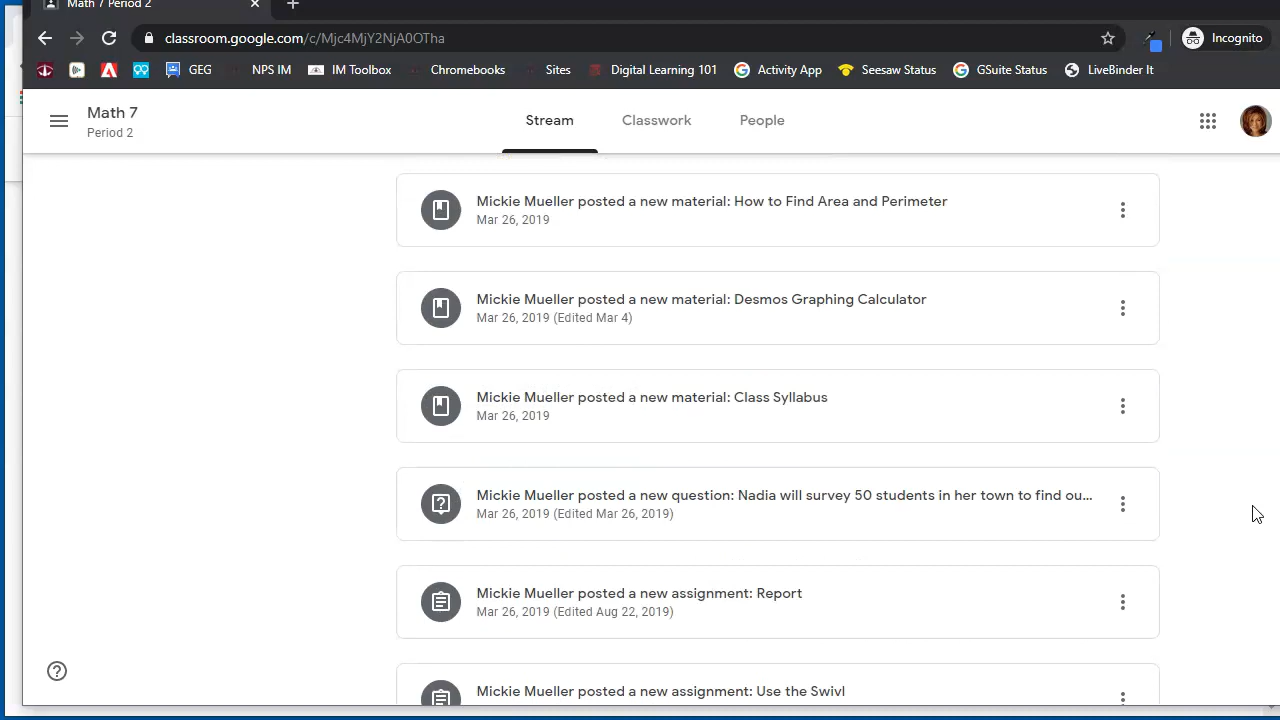 Math 7 Period 2
classroom.google.com/c/Mjc4MjY2NjA0OTha
Incognito
GEG NPS IM IM Toolbox Chromebooks Sites Digital Learning 101 Activity App Seesaw Status GSuite Status LiveBinder It
Math 7
Period 2
Stream Classwork People
Mickie Mueller posted a new material: How to Find Area and Perimeter
Mar 26, 2019
Mickie Mueller posted a new material: Desmos Graphing Calculator
Mar 26, 2019 (Edited Mar 4)
Mickie Mueller posted a new material: Class Syllabus
Mar 26, 2019
Mickie Mueller posted a new question: Nadia will survey 50 students in her town to find ou...
Mar 26, 2019 (Edited Mar 26, 2019)
Mickie Mueller posted a new assignment: Report
Mar 26, 2019 (Edited Aug 22, 2019)
Mickie Mueller posted a new assignment: Use the Swivl